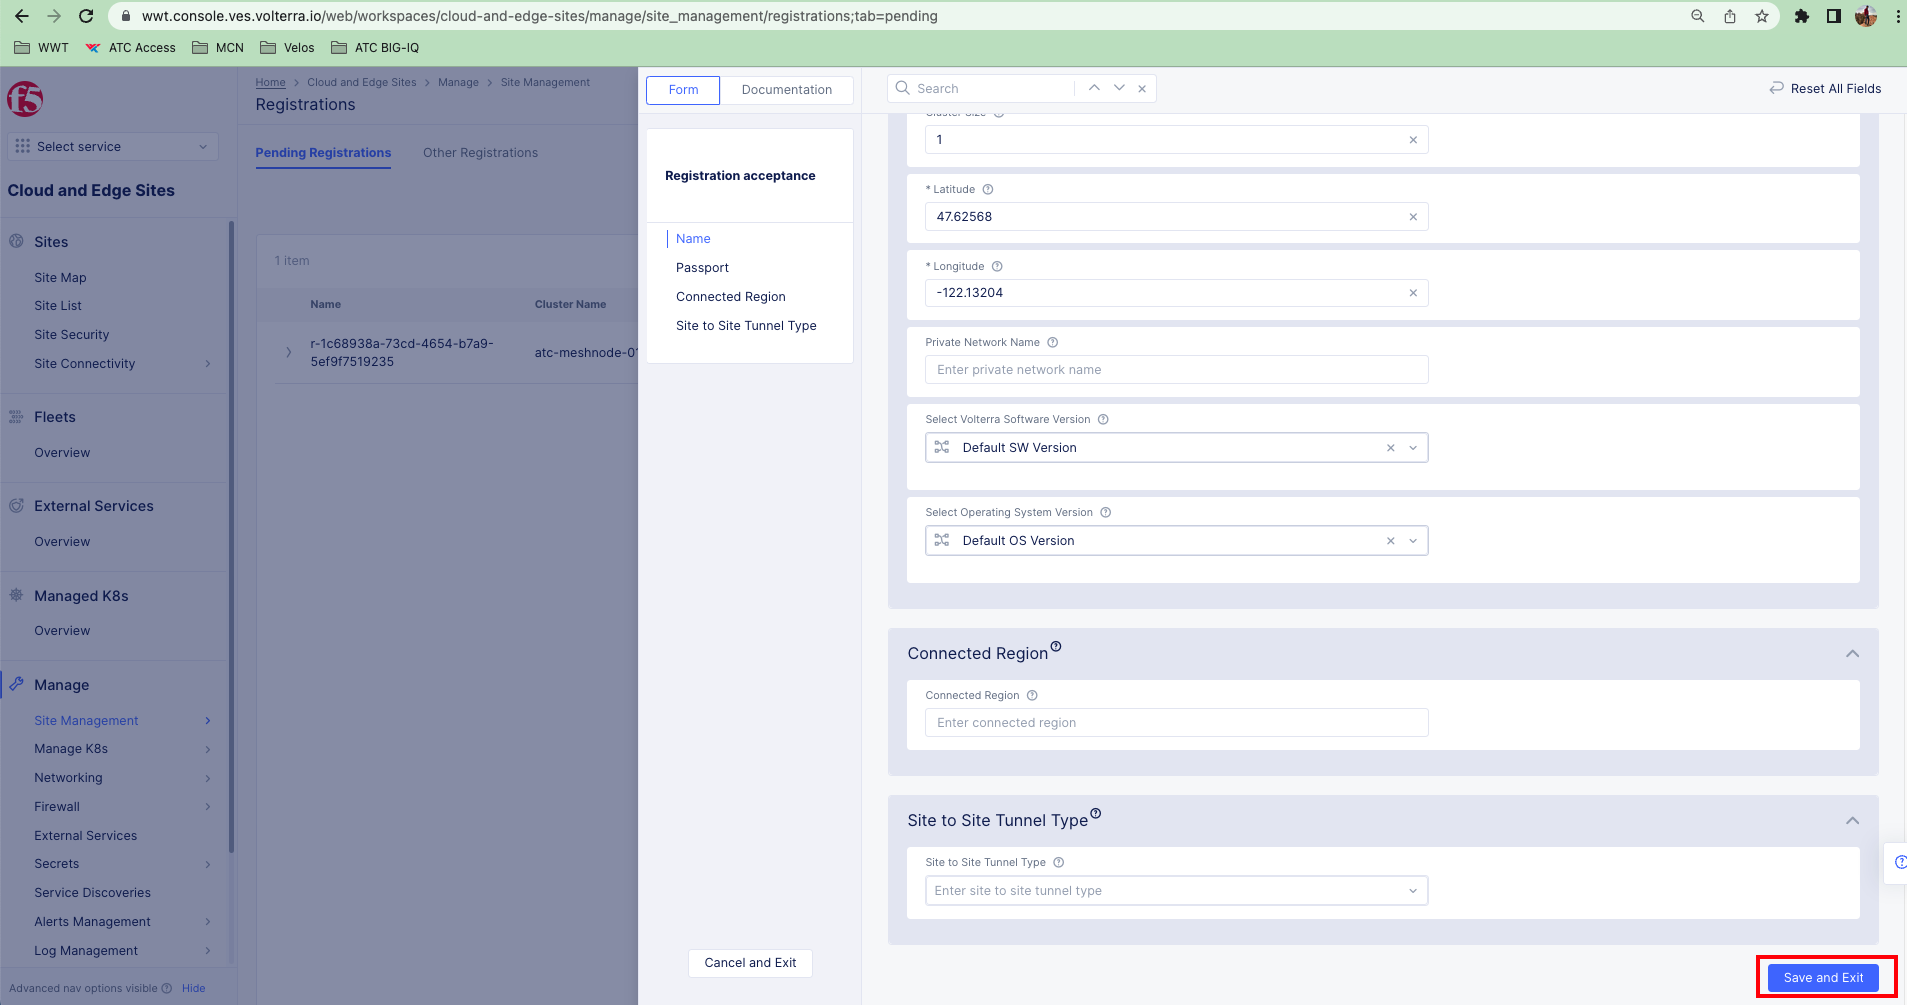 wwt.console.ves.volterra.io/web/workspaces/cloud-and-edge-sites/manage/site_management/registrations;tab=pending
WWT
ATC Access
MCN
Velos
ATC BIG-IQ
f5
Select service
Cloud and Edge Sites
Sites
Site Map
Site List
Site Security
Site Connectivity
Fleets
Overview
External Services
Overview
Managed K8s
Overview
Manage
Site Management
Manage K8s
Networking
Firewall
External Services
Secrets
Service Discoveries
Alerts Management
Log Management
Advanced nav options visible Hide
Home > Cloud and Edge Sites > Manage > Site Management
Registrations
Pending Registrations
Other Registrations
1 item
Name
Cluster Name
r-1c68938a-73cd-4654-b7a9-
5ef9f7519235
atc-meshnode-01
Form
Documentation
Registration acceptance
Name
Passport
Connected Region
Site to Site Tunnel Type
Cancel and Exit
Search
Reset All Fields
Cluster Size
1
* Latitude
47.62568
* Longitude
-122.13204
Private Network Name
Enter private network name
Select Volterra Software Version
Default SW Version
Select Operating System Version
Default OS Version
Connected Region
Connected Region
Enter connected region
Site to Site Tunnel Type
Site to Site Tunnel Type
Enter site to site tunnel type
Save and Exit